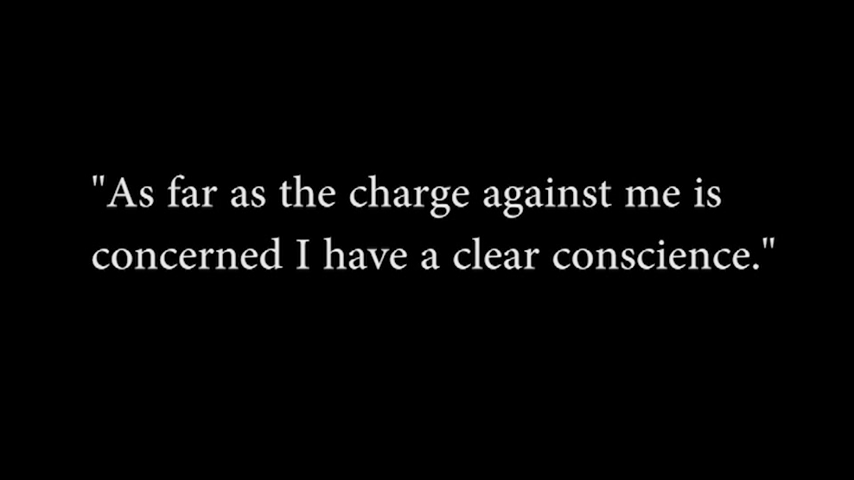 "As far as the charge against me is
concerned I have a clear conscience."